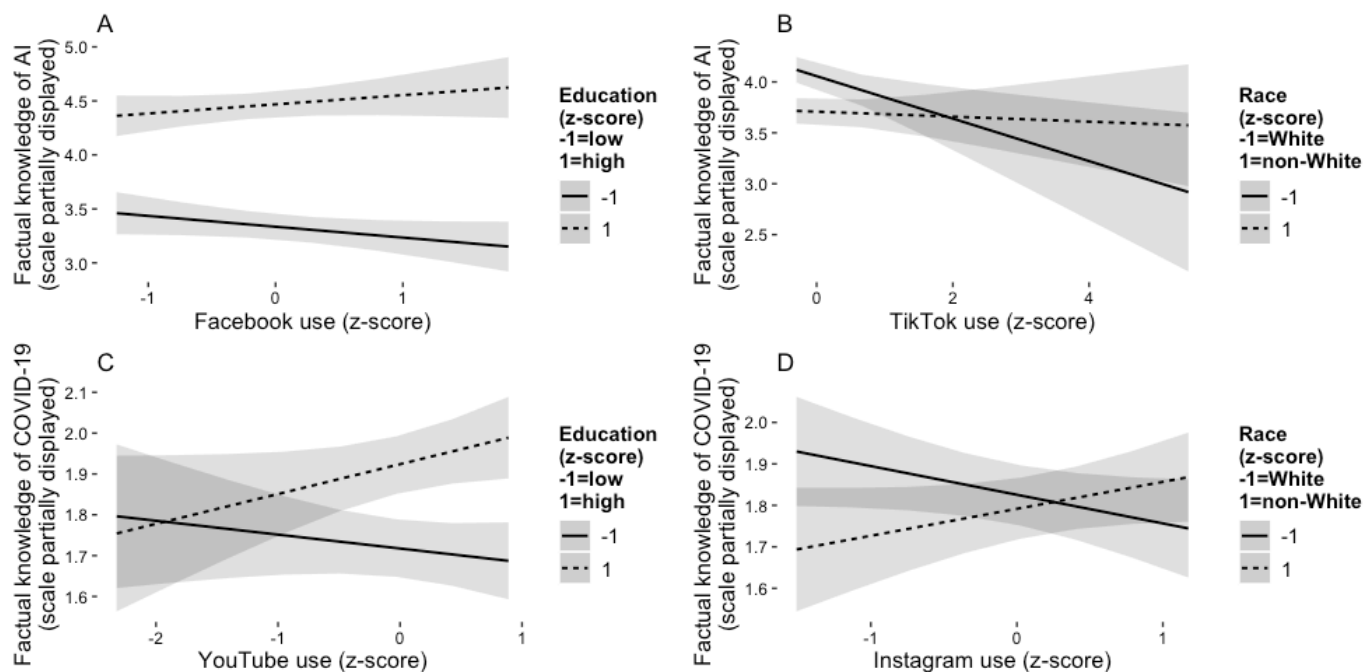 A
Factual knowledge of AI
(scale partially displayed)
5.0
4.5
4.0
3.5
3.0
-1
0
1
Facebook use (z-score)
Education
(z-score)
-1=low
1=high
-1
1
B
Factual knowledge of AI
(scale partially displayed)
4.0
3.5
3.0
2.5
0
2
4
TikTok use (z-score)
Race
(z-score)
-1=White
1=non-White
-1
1
C
Factual knowledge of COVID-19
(scale partially displayed)
2.1
2.0
1.9
1.8
1.7
1.6
-2
-1
0
1
YouTube use (z-score)
Education
(z-score)
-1=low
1=high
-1
1
D
Factual knowledge of COVID-19
(scale partially displayed)
2.0
1.9
1.8
1.7
1.6
-1
0
1
Instagram use (z-score)
Race
(z-score)
-1=White
1=non-White
-1
1